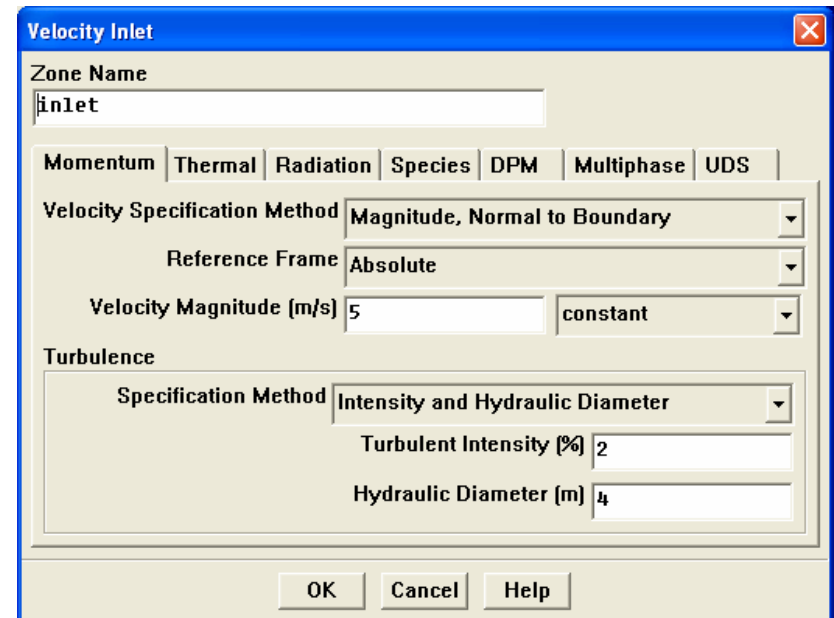 Velocity Inlet
Zone Name
inlet
Momentum Thermal Radiation Species DPM Multiphase UDS
Velocity Specification Method Magnitude, Normal to Boundary
Reference Frame Absolute
Velocity Magnitude (m/s) 5 constant
Turbulence
Specification Method Intensity and Hydraulic Diameter
Turbulent Intensity (%) 2
Hydraulic Diameter (m) 4
OK Cancel Help